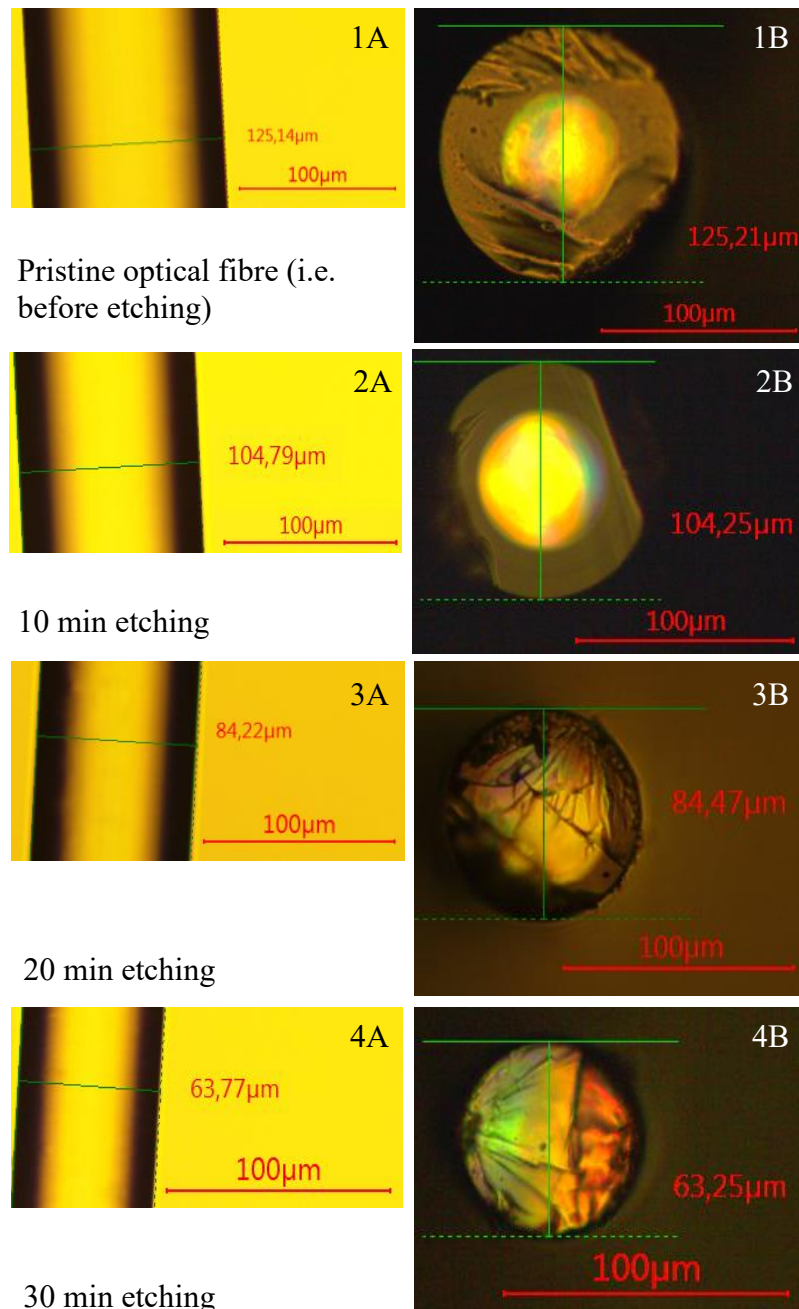 1A
125,14µm
100µm
1B
125,21µm
100µm
Pristine optical fibre (i.e.
before etching)
2A
104,79µm
100µm
2B
104,25µm
100µm
10 min etching
3A
84,22µm
100µm
3B
84,47µm
100µm
20 min etching
4A
63,77µm
100µm
4B
63,25µm
100µm
30 min etching